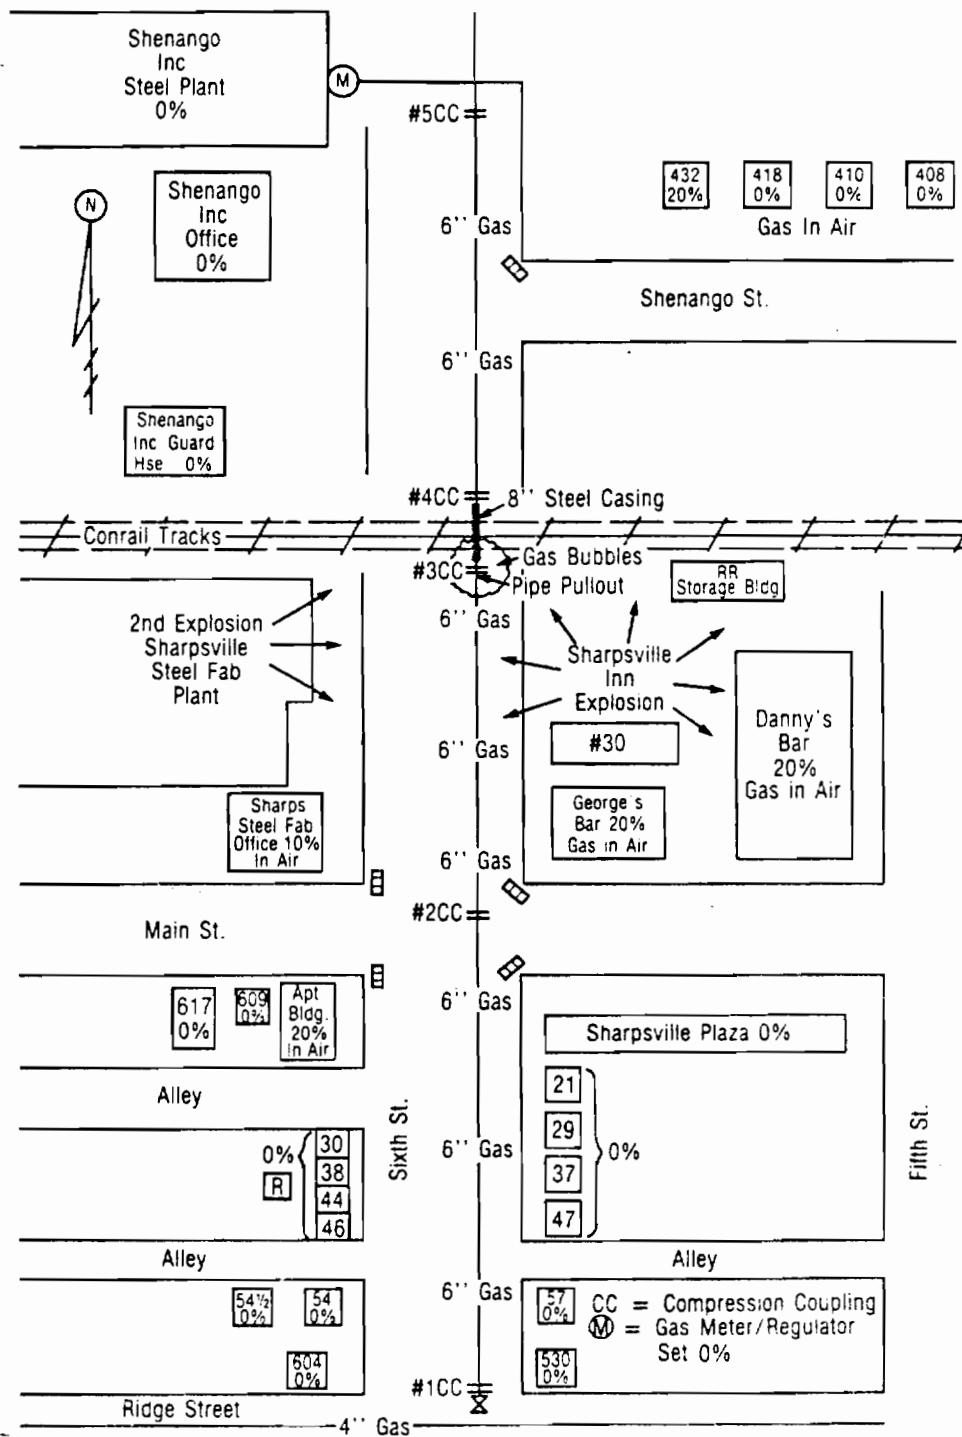 Shenango
Inc
Steel Plant
0%
M
#5CC
432
20%
418
0%
410
0%
408
0%
Gas In Air
N
Shenango
Inc
Office
0%
6'' Gas
Shenango St.
6'' Gas
Shenango
Inc Guard
Hse 0%
#4CC
8'' Steel Casing
Conrail Tracks
Gas Bubbles
#3CC
Pipe Pullout
RR
Storage Bldg
6'' Gas
2nd Explosion
Sharpsville
Steel Fab
Plant
Sharpsville
Inn
Explosion
Danny's
Bar
20%
Gas in Air
6'' Gas
#30
Sharps
Steel Fab
Office 10%
In Air
George's
Bar 20%
Gas in Air
6'' Gas
#2CC
Main St.
617
0%
609
0%
Apt
Bldg.
20%
In Air
6'' Gas
Sharpsville Plaza 0%
Alley
21
29
37
47
0%
Sixth St.
6'' Gas
Fifth St.
0%
R
30
38
44
46
Alley
Alley
54½
0%
54
0%
604
0%
6'' Gas
57
0%
530
0%
CC = Compression Coupling
M = Gas Meter/Regulator
Set 0%
#1CC
Ridge Street
4'' Gas